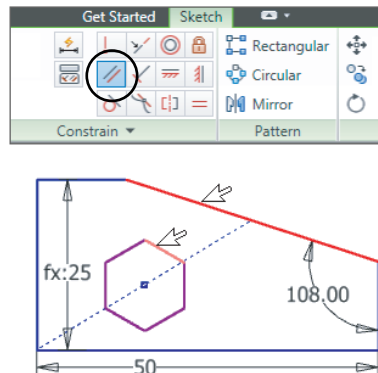 Get Started Sketch
Rectangular
Circular
Mirror
Constrain Pattern
fx:25
108.00
50